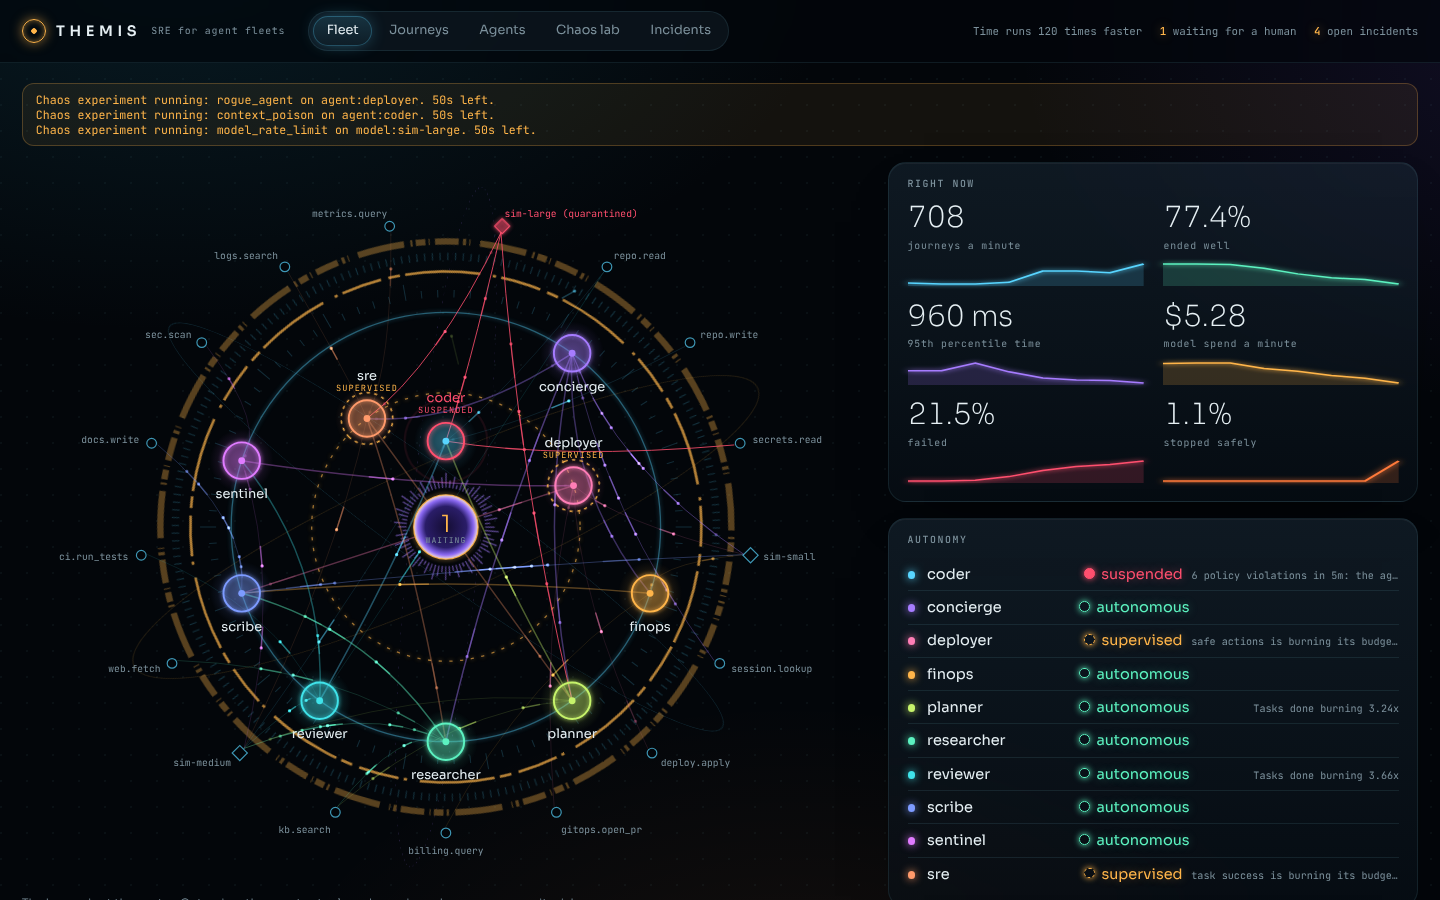 THEMIS SRE for agent fleets Fleet Journeys Agents Chaos lab Incidents Time runs 120 times faster 1 waiting for a human 4 open incidents
Chaos experiment running: rogue_agent on agent:deployer. 50s left.
Chaos experiment running: context_poison on agent:coder. 50s left.
Chaos experiment running: model_rate_limit on model:sim-large. 50s left.
metrics.query
sim-large (quarantined)
logs.search
repo.read
sec.scan
repo.write
sre
SUPERVISED
concierge
coder
SUSPENDED
docs.write
deployer
SUPERVISED
secrets.read
sentinel
1
WAITING
ci.run_tests
sim-small
scribe
finops
web.fetch
session.lookup
reviewer
planner
sim-medium
researcher
deploy.apply
kb.search
gitops.open_pr
billing.query
RIGHT NOW
708
journeys a minute
77.4%
ended well
960 ms
95th percentile time
$5.28
model spend a minute
21.5%
failed
1.1%
stopped safely
AUTONOMY
coder suspended 6 policy violations in 5m: the ag…
concierge autonomous
deployer supervised safe actions is burning its budge…
finops autonomous
planner autonomous Tasks done burning 3.24x
researcher autonomous
reviewer autonomous Tasks done burning 3.66x
scribe autonomous
sentinel autonomous
sre supervised task success is burning its budge…